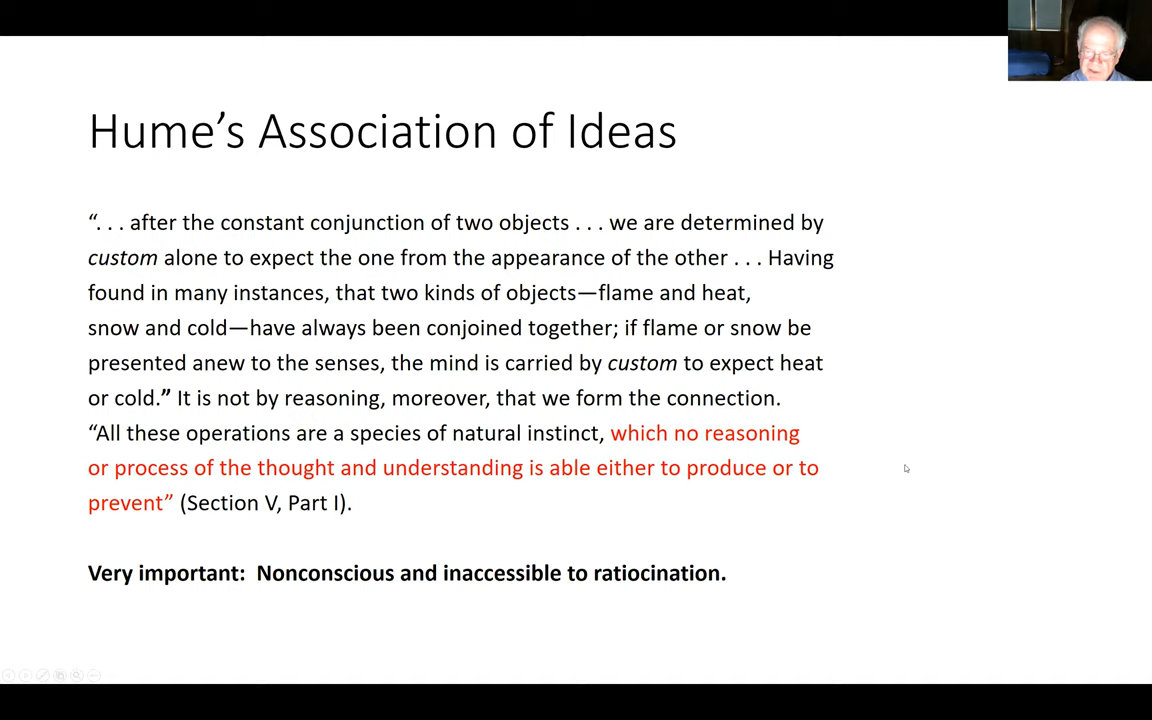 Hume’s Association of Ideas
“. . . after the constant conjunction of two objects . . . we are determined by
custom alone to expect the one from the appearance of the other . . . Having
found in many instances, that two kinds of objects—flame and heat,
snow and cold—have always been conjoined together; if flame or snow be
presented anew to the senses, the mind is carried by custom to expect heat
or cold.” It is not by reasoning, moreover, that we form the connection.
“All these operations are a species of natural instinct, which no reasoning
or process of the thought and understanding is able either to produce or to
prevent” (Section V, Part I).
Very important:  Nonconscious and inaccessible to ratiocination.